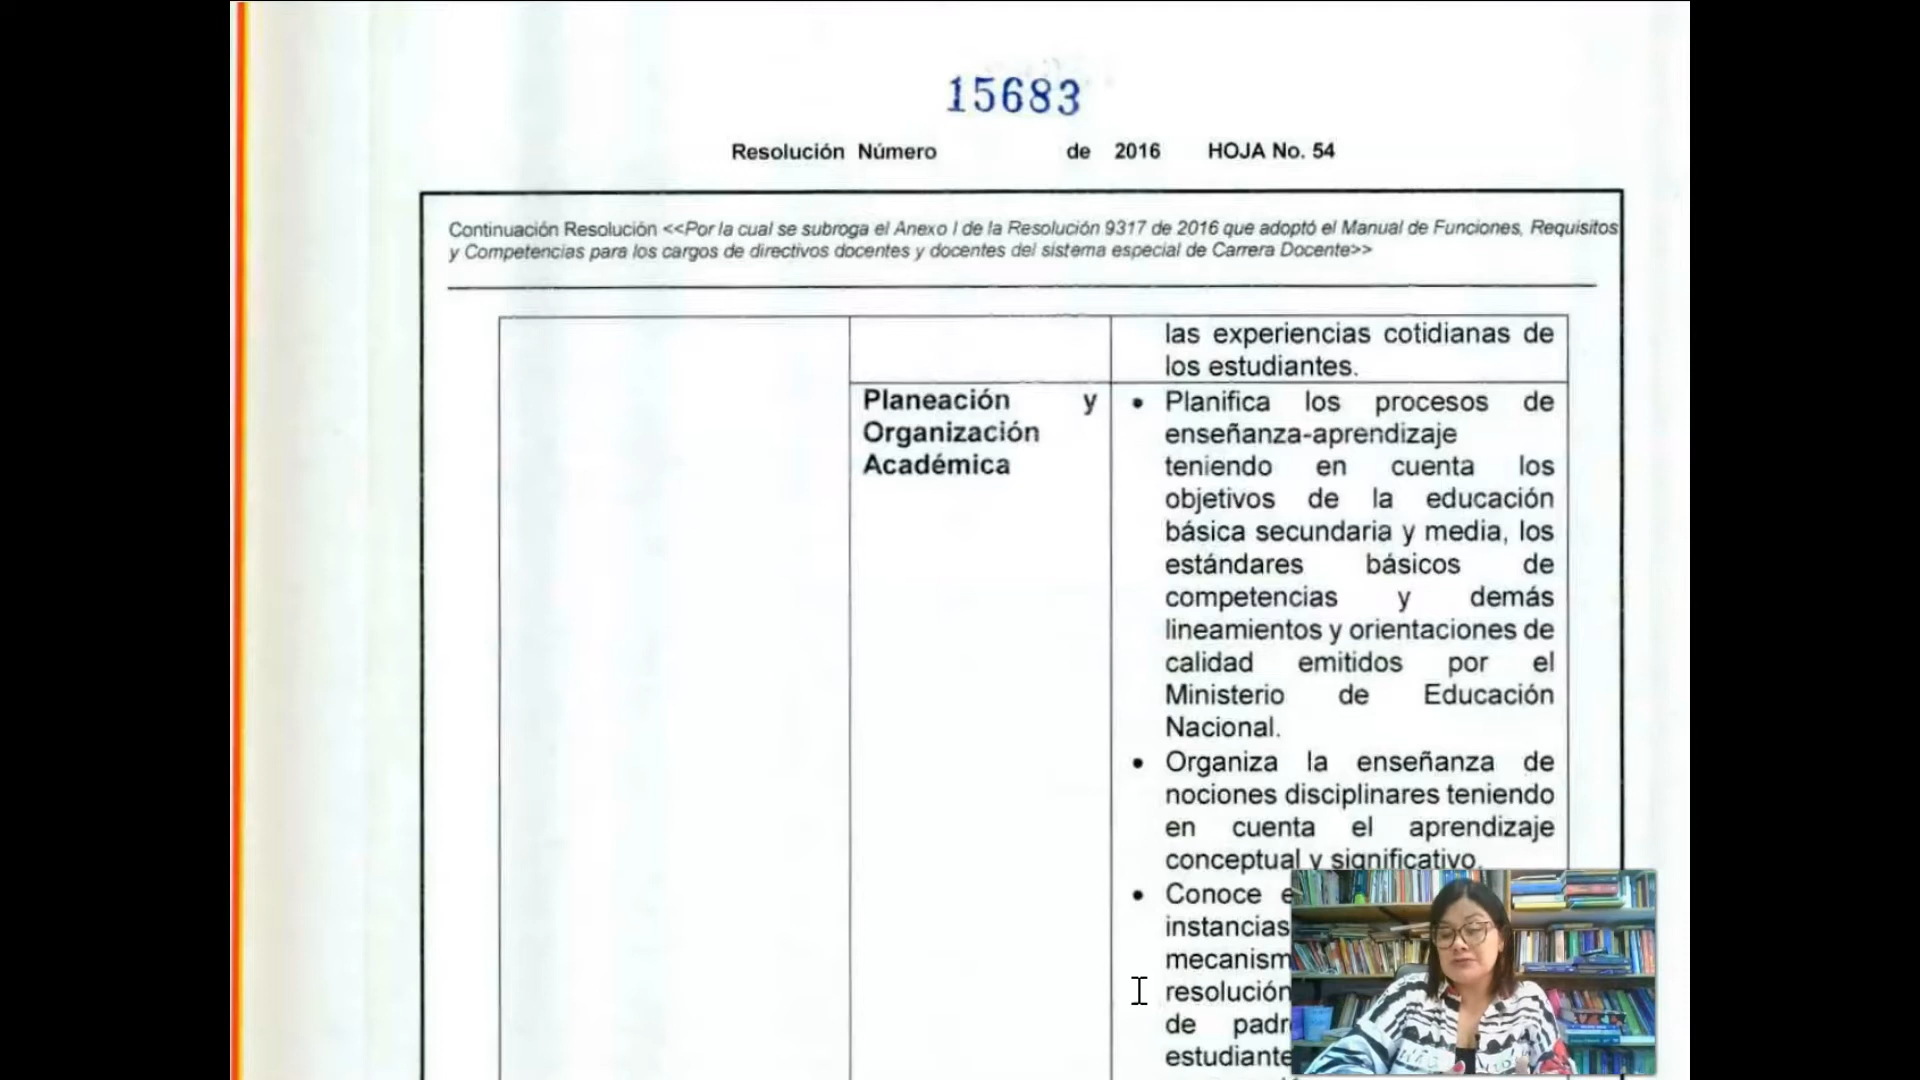 15683
Resolución Número de 2016 HOJA No. 54
Continuación Resolución <<Por la cual se subroga el Anexo I de la Resolución 9317 de 2016 que adoptó el Manual de Funciones, Requisitos
y Competencias para los cargos de directivos docentes y docentes del sistema especial de Carrera Docente>>
las experiencias cotidianas de
los estudiantes.
Planeación y
Organización
Académica
• Planifica los procesos de
enseñanza-aprendizaje
teniendo en cuenta los
objetivos de la educación
básica secundaria y media, los
estándares básicos de
competencias y demás
lineamientos y orientaciones de
calidad emitidos por el
Ministerio de Educación
Nacional.
• Organiza la enseñanza de
nociones disciplinares teniendo
en cuenta el aprendizaje
conceptual y significativo.
• Conoce
instancias
mecanism
resolución
de padr
estudiante